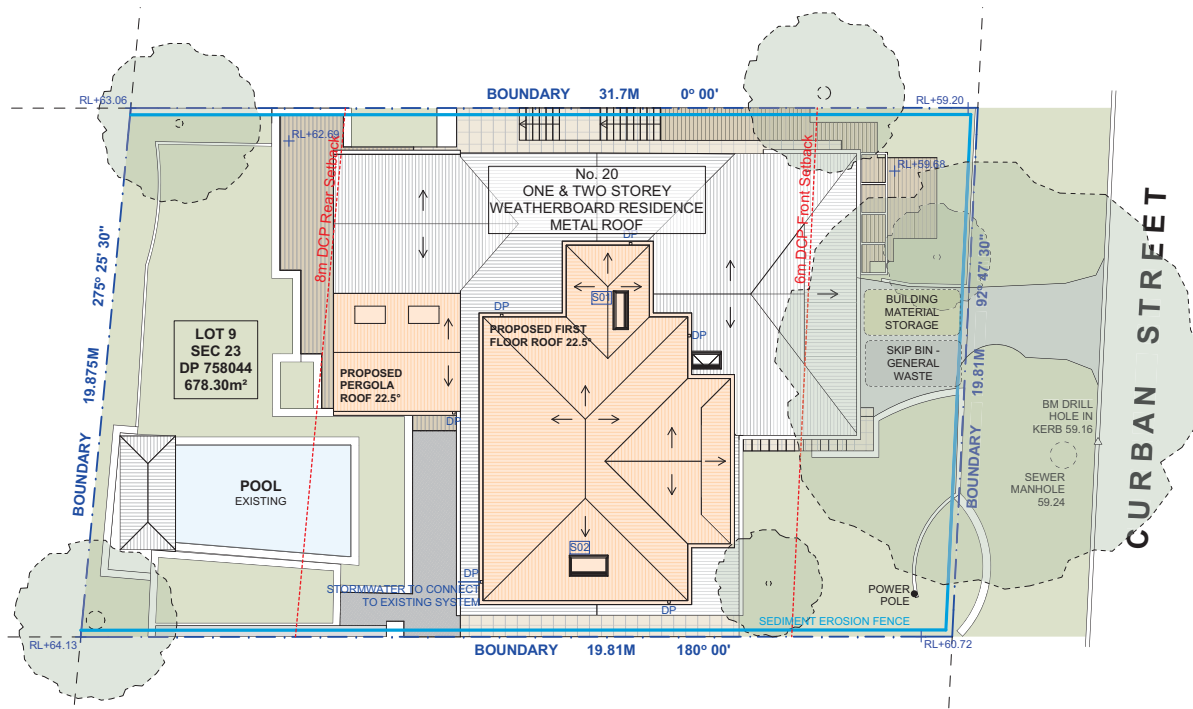 BOUNDARY 31.7M 0º 00'
RL+63.06
RL+59.20
RL+62.69
RL+59.68
8m DCP Rear Setback
6m DCP Front Setback
No. 20
ONE & TWO STOREY
WEATHERBOARD RESIDENCE
METAL ROOF
DP
BOUNDARY 19.875M 275º 25' 30"
LOT 9
SEC 23
DP 758044
678.30m²
S01
DP
PROPOSED FIRST
FLOOR ROOF 22.5°
DP
PROPOSED
PERGOLA
ROOF 22.5°
DP
BUILDING
MATERIAL
STORAGE
SKIP BIN -
GENERAL
WASTE
BOUNDARY 19.81M 92º 47' 30"
CURBAN STREET
BM DRILL
HOLE IN
KERB 59.16
SEWER
MANHOLE
59.24
POOL
EXISTING
S02
DP
STORMWATER TO CONNECT
TO EXISTING SYSTEM
DP
POWER
POLE
SEDIMENT EROSION FENCE
RL+64.13
RL+60.72
BOUNDARY 19.81M 180º 00'